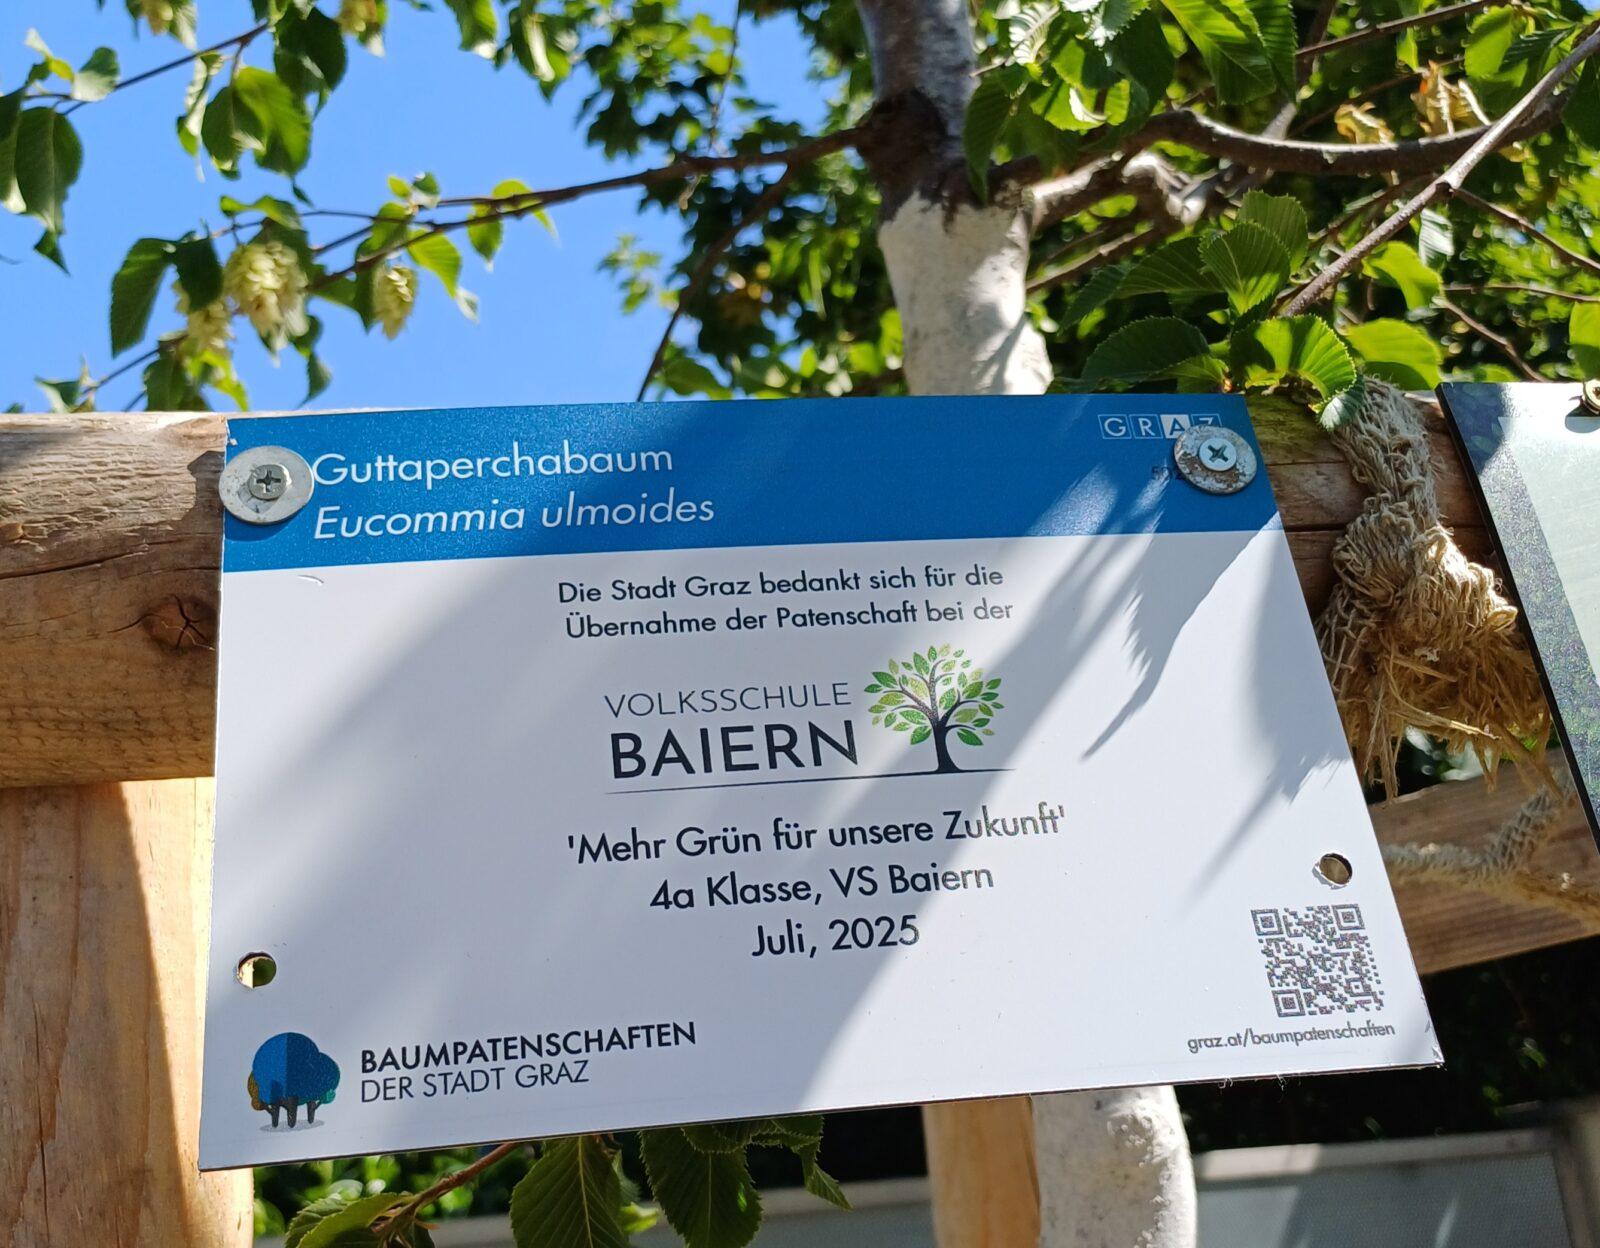 Guttaperchabaum
Eucommia ulmoides
GRAZ
Die Stadt Graz bedankt sich für die
Übernahme der Patenschaft bei der
VOLKSSCHULE
BAIERN
'Mehr Grün für unsere Zukunft'
4a Klasse, VS Baiern
Juli, 2025
BAUMPATENSCHAFTEN
DER STADT GRAZ
graz.at/baumpatenschaften